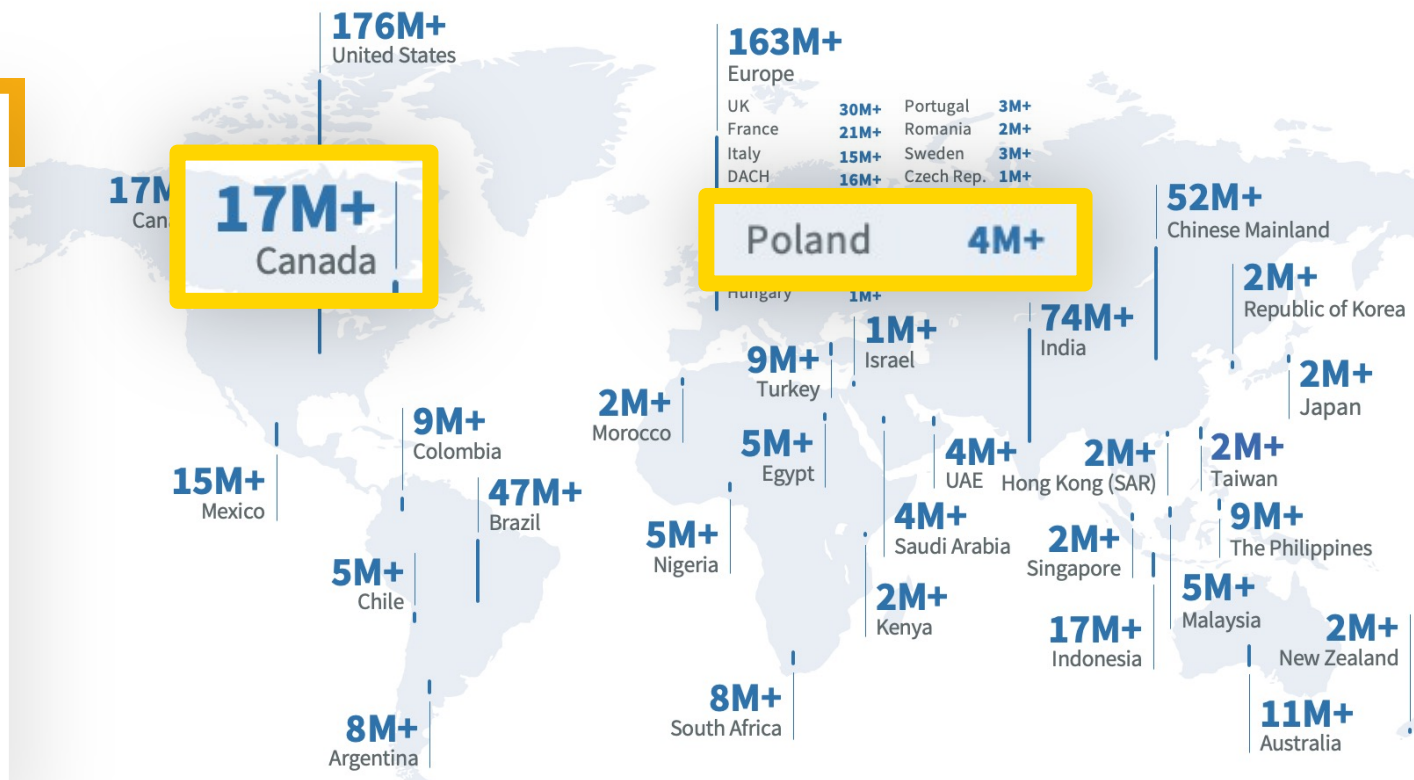 176M+
United States
17M
Can
17M+
Canada
163M+
Europe
UK 30M+ Portugal 3M+
France 21M+ Romania 2M+
Italy 15M+ Sweden 3M+
DACH 16M+ Czech Rep. 1M+
Poland 4M+
Hungary 1M+
52M+
Chinese Mainland
2M+
Republic of Korea
74M+
India
1M+
Israel
9M+
Turkey
2M+
Japan
2M+
Morocco
9M+
Colombia
5M+
Egypt
4M+
UAE
2M+
Hong Kong (SAR)
2M+
Taiwan
15M+
Mexico
47M+
Brazil
5M+
Nigeria
4M+
Saudi Arabia
2M+
Singapore
9M+
The Philippines
5M+
Chile
2M+
Kenya
5M+
Malaysia
17M+
Indonesia
2M+
New Zealand
8M+
South Africa
11M+
Australia
8M+
Argentina